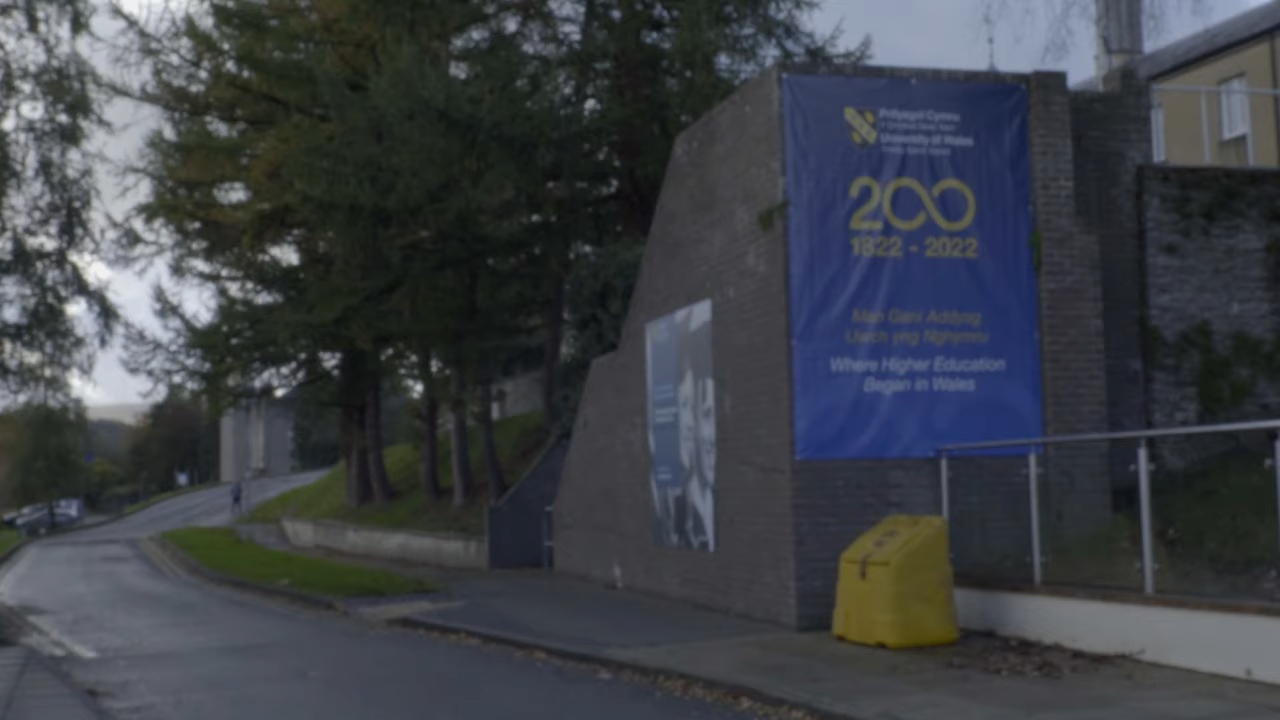 Prifysgol Cymru
University of Wales
200
1822 - 2022
Man Geni Addysg
Uwch yng Nghymru
Where Higher Education
Began in Wales